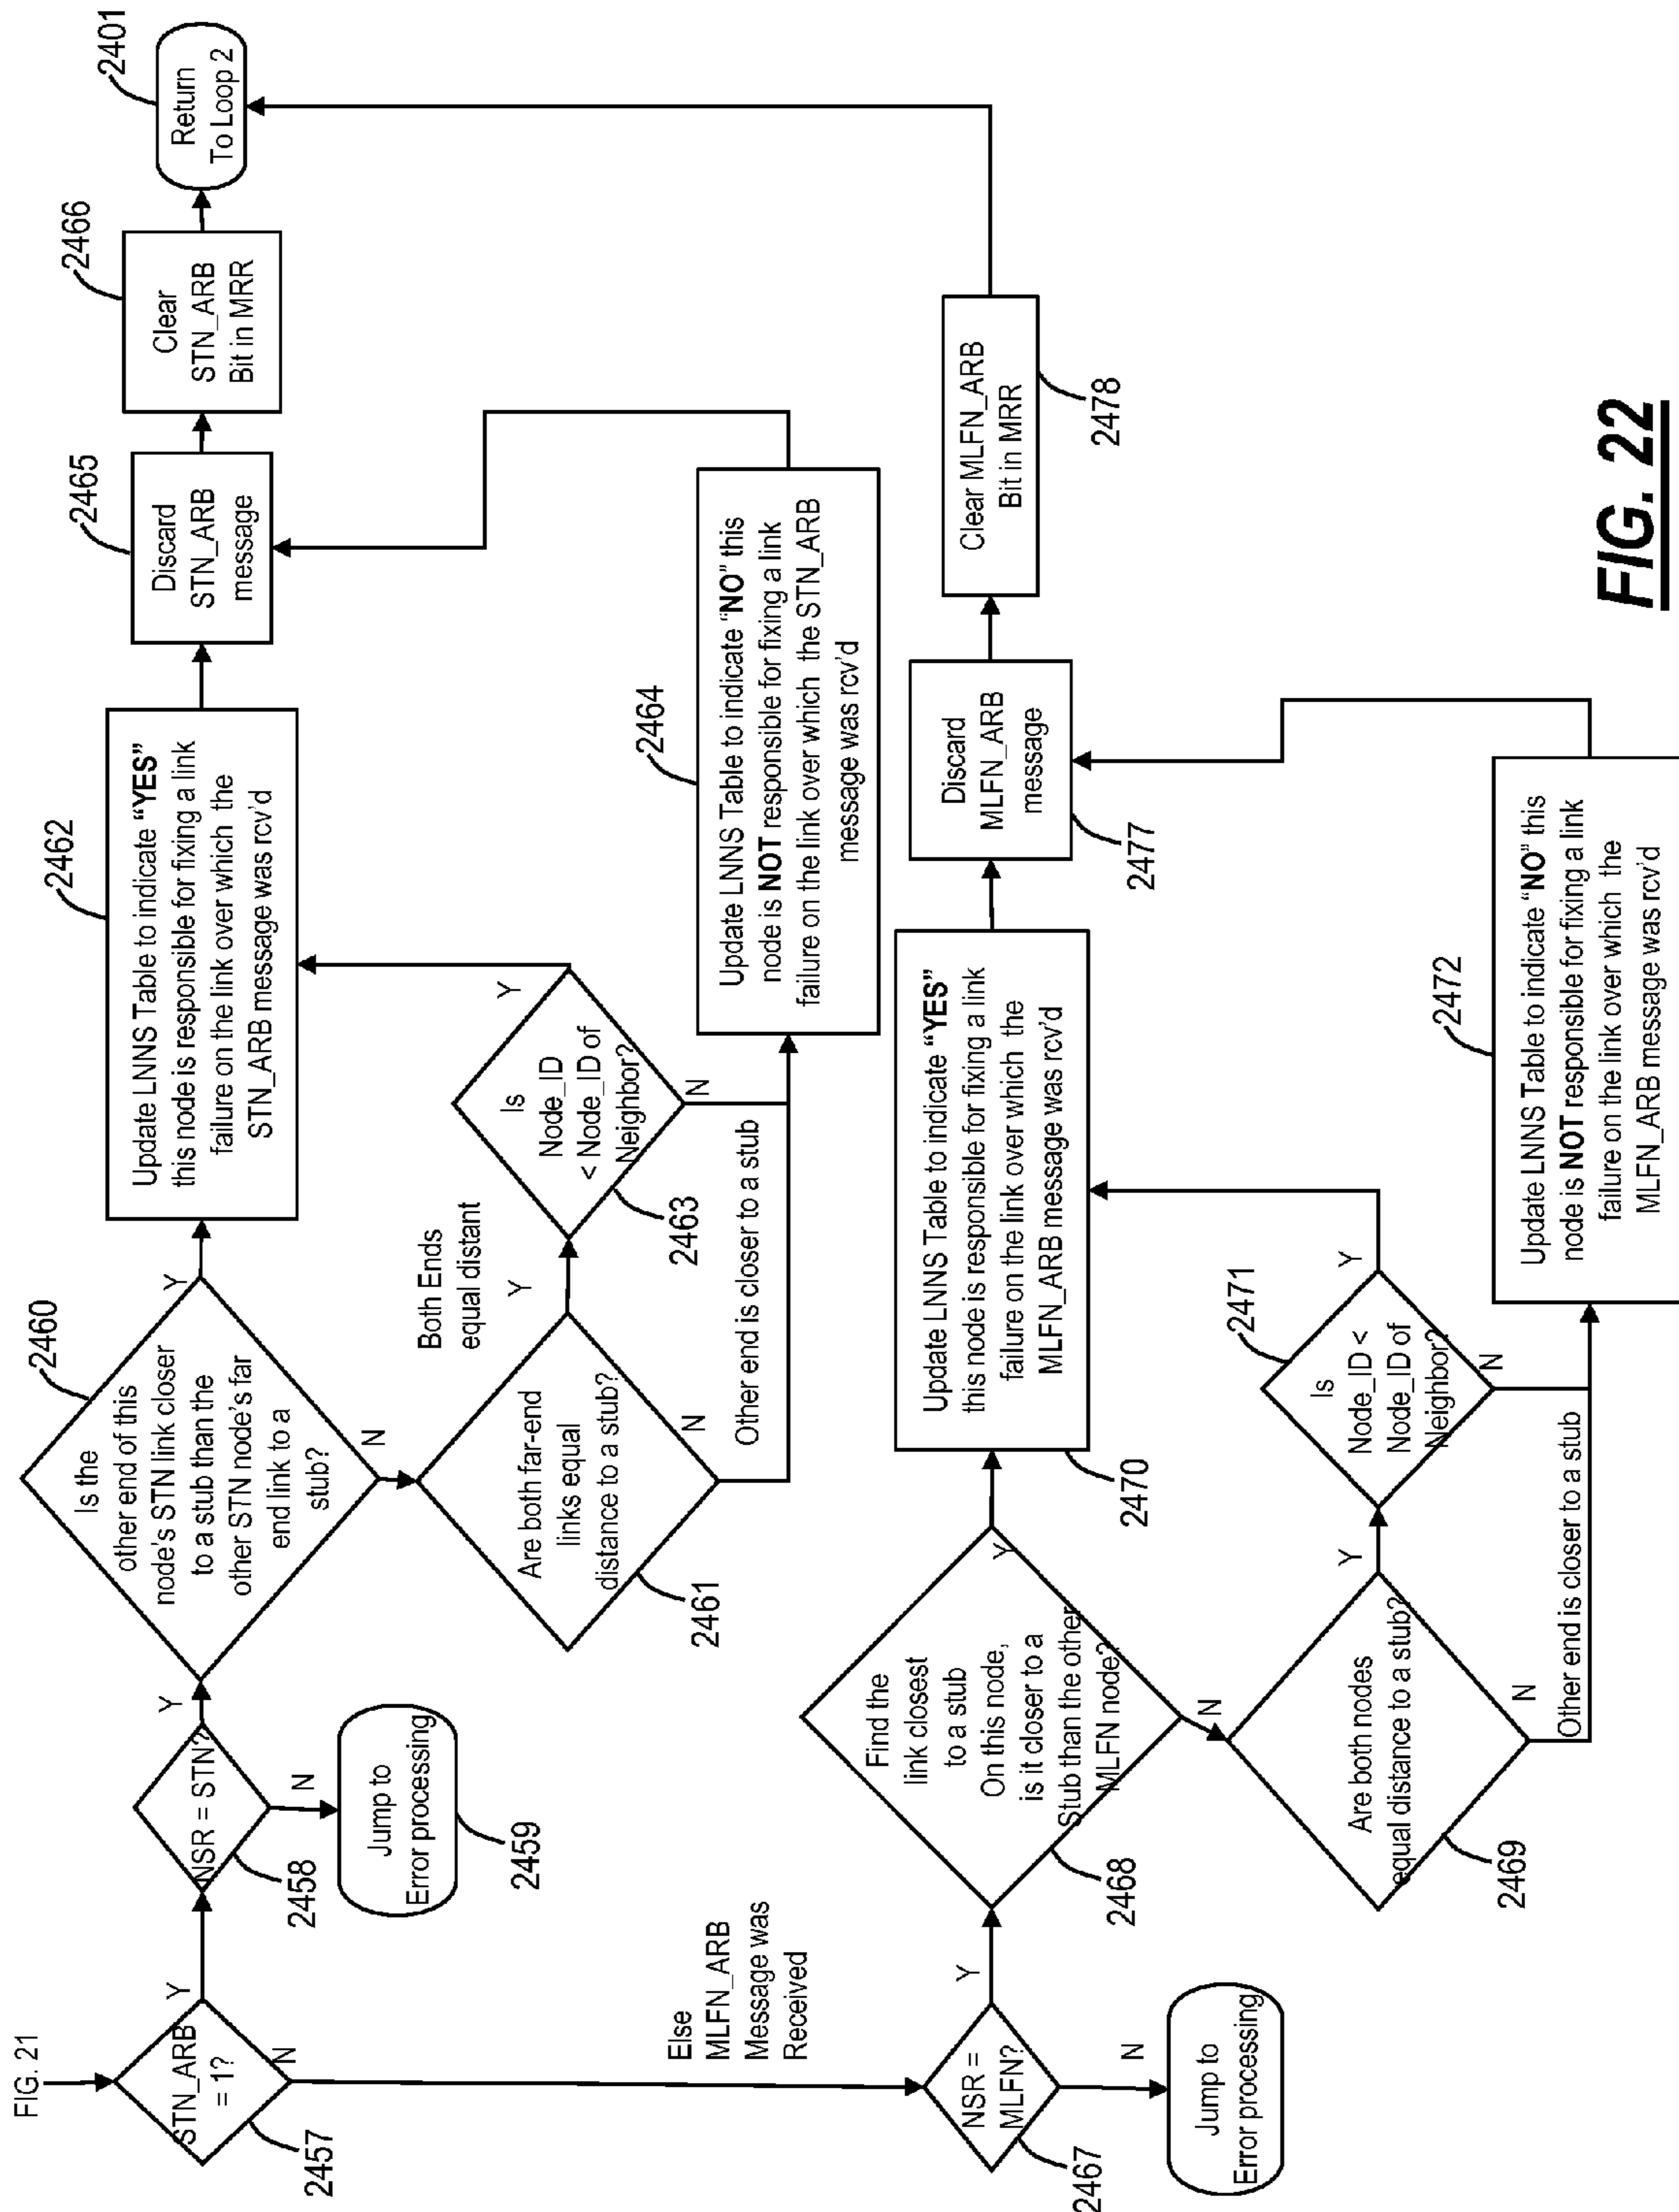 FIG. 21
STN_ARB
= 1?
Y
N
2457
NSR = STN?
Y
N
2458
Jump to
Error processing
2459
Is the
other end of this
node's STN link closer
to a stub than the
other STN node's far
end link to a
stub?
Y
N
2460
Are both far-end
links equal
distance to a stub?
Y
N
2461
Both Ends
equal distant
Other end is closer to a stub
Is
Node_ID
< Node_ID of
Neighbor?
Y
N
2463
Update LNNS Table to indicate “YES”
this node is responsible for fixing a link
failure on the link over which the
STN_ARB message was rcv'd
2462
Update LNNS Table to indicate “NO” this
node is NOT responsible for fixing a link
failure on the link over which the STN_ARB
message was rcv'd
2464
Discard
STN_ARB
message
2465
Clear
STN_ARB
Bit in MRR
2466
Return
To Loop 2
2401
Else
MLFN_ARB
Message was
Received
NSR =
MLFN?
Y
N
2467
Jump to
Error processing
Find the
link closest
to a stub
On this node,
is it closer to a
Stub than the other
MLFN node?
Y
N
2468
Are both nodes
equal distance to a stub?
Y
N
2469
Other end is closer to a stub
Is
Node_ID <
Node_ID of
Neighbor?
Y
N
2471
Update LNNS Table to indicate “YES”
this node is responsible for fixing a link
failure on the link over which the
MLFN_ARB message was rcv'd
2470
Update LNNS Table to indicate “NO” this
node is NOT responsible for fixing a link
failure on the link over which the
MLFN_ARB message was rcv'd
2472
Discard
MLFN_ARB
message
2477
Clear MLFN_ARB
Bit in MRR
2478
FIG. 22